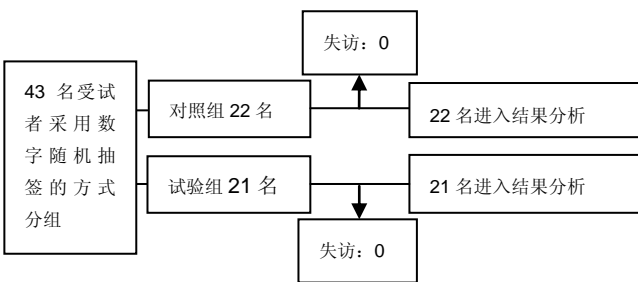 失访：0
43 名受试
者采用数
字随机抽
签的方式
分组
对照组 22 名
22 名进入结果分析
试验组 21 名
21 名进入结果分析
失访：0